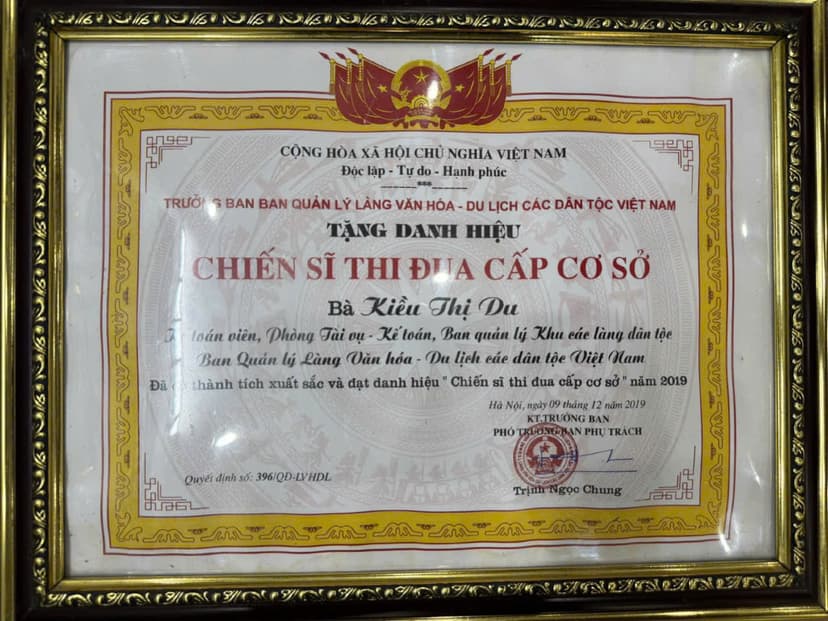 CỘNG HÒA XÃ HỘI CHỦ NGHĨA VIỆT NAM
Độc lập - Tự do - Hạnh phúc
------***------
TRƯỞNG BAN BAN QUẢN LÝ LÀNG VĂN HÓA - DU LỊCH CÁC DÂN TỘC VIỆT NAM
TẶNG DANH HIỆU
CHIẾN SĨ THI ĐUA CẤP CƠ SỞ
Bà Kiều Thị Du
Kế toán viên, Phòng Tài vụ - Kế toán, Ban quản lý Khu các làng dân tộc
Ban Quản lý Làng Văn hóa - Du lịch các dân tộc Việt Nam
Đã có thành tích xuất sắc và đạt danh hiệu " Chiến sĩ thi đua cấp cơ sở " năm 2019
Hà Nội, ngày 09 tháng 12 năm 2019
KT.TRƯỞNG BAN
PHÓ TRƯỞNG BAN PHỤ TRÁCH
Quyết định số: 396/QĐ-LVHDL
Trịnh Ngọc Chung